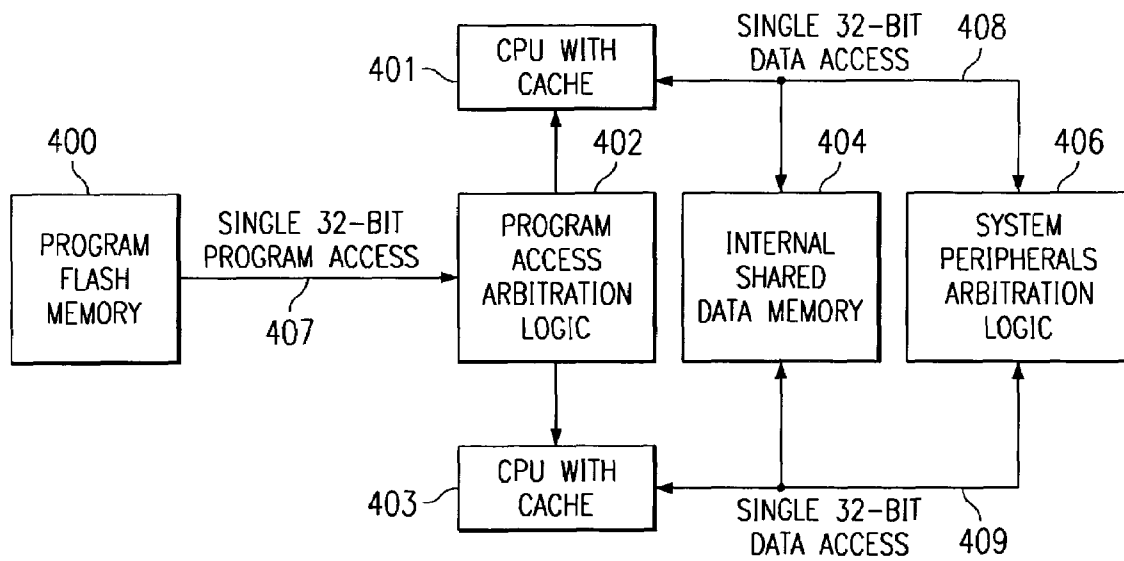 CPU WITH
CACHE
401
SINGLE 32-BIT
DATA ACCESS
408
400
402
404
406
PROGRAM
FLASH
MEMORY
SINGLE 32-BIT
PROGRAM ACCESS
407
PROGRAM
ACCESS
ARBITRATION
LOGIC
INTERNAL
SHARED
DATA MEMORY
SYSTEM
PERIPHERALS
ARBITRATION
LOGIC
CPU WITH
CACHE
403
SINGLE 32-BIT
DATA ACCESS
409